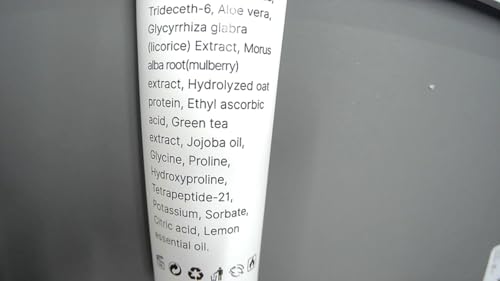 Trideceth-6, Aloe vera,
Glycyrrhiza glabra
(licorice) Extract, Morus
alba root(mulberry)
extract, Hydrolyzed oat
protein, Ethyl ascorbic
acid, Green tea
extract, Jojoba oil,
Glycine, Proline,
Hydroxyproline,
Tetrapeptide-21,
Potassium, Sorbate,
Citric acid, Lemon
essential oil.